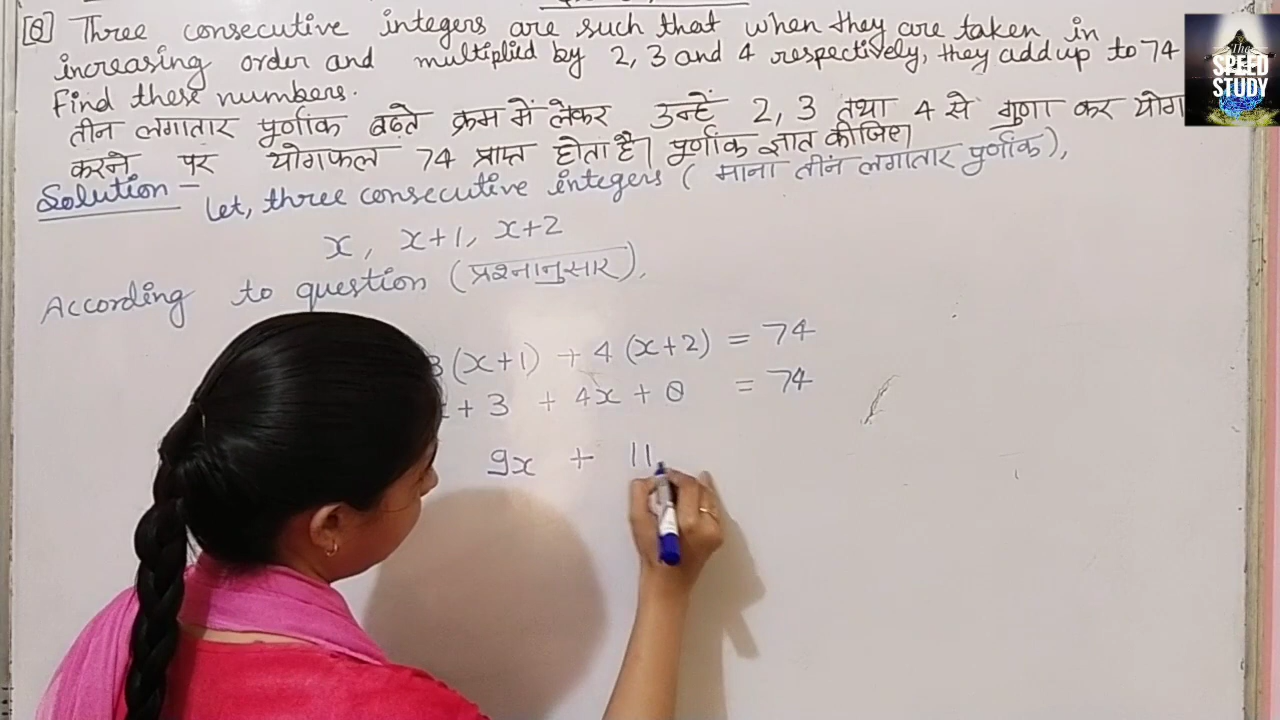 [Q] Three consecutive integers are such that when they are taken in
increasing order and multiplied by 2, 3 and 4 respectively, they add up to 74
Find these numbers.
तीन लगातार पूर्णांक बढ़ते क्रम में लेकर उन्हें 2, 3 तथा 4 से गुणा कर योग
करने पर योगफल 74 प्राप्त होता है। पूर्णांक ज्ञात कीजिए।
Solution – Let, three consecutive integers ( माना तीन लगातार पूर्णांक ),
x, x+1, x+2
According to question (प्रश्नानुसार),
3(x+1) + 4(x+2) = 74
+ 3 + 4x + 8 = 74
9x + 11
The
SPEED
STUDY